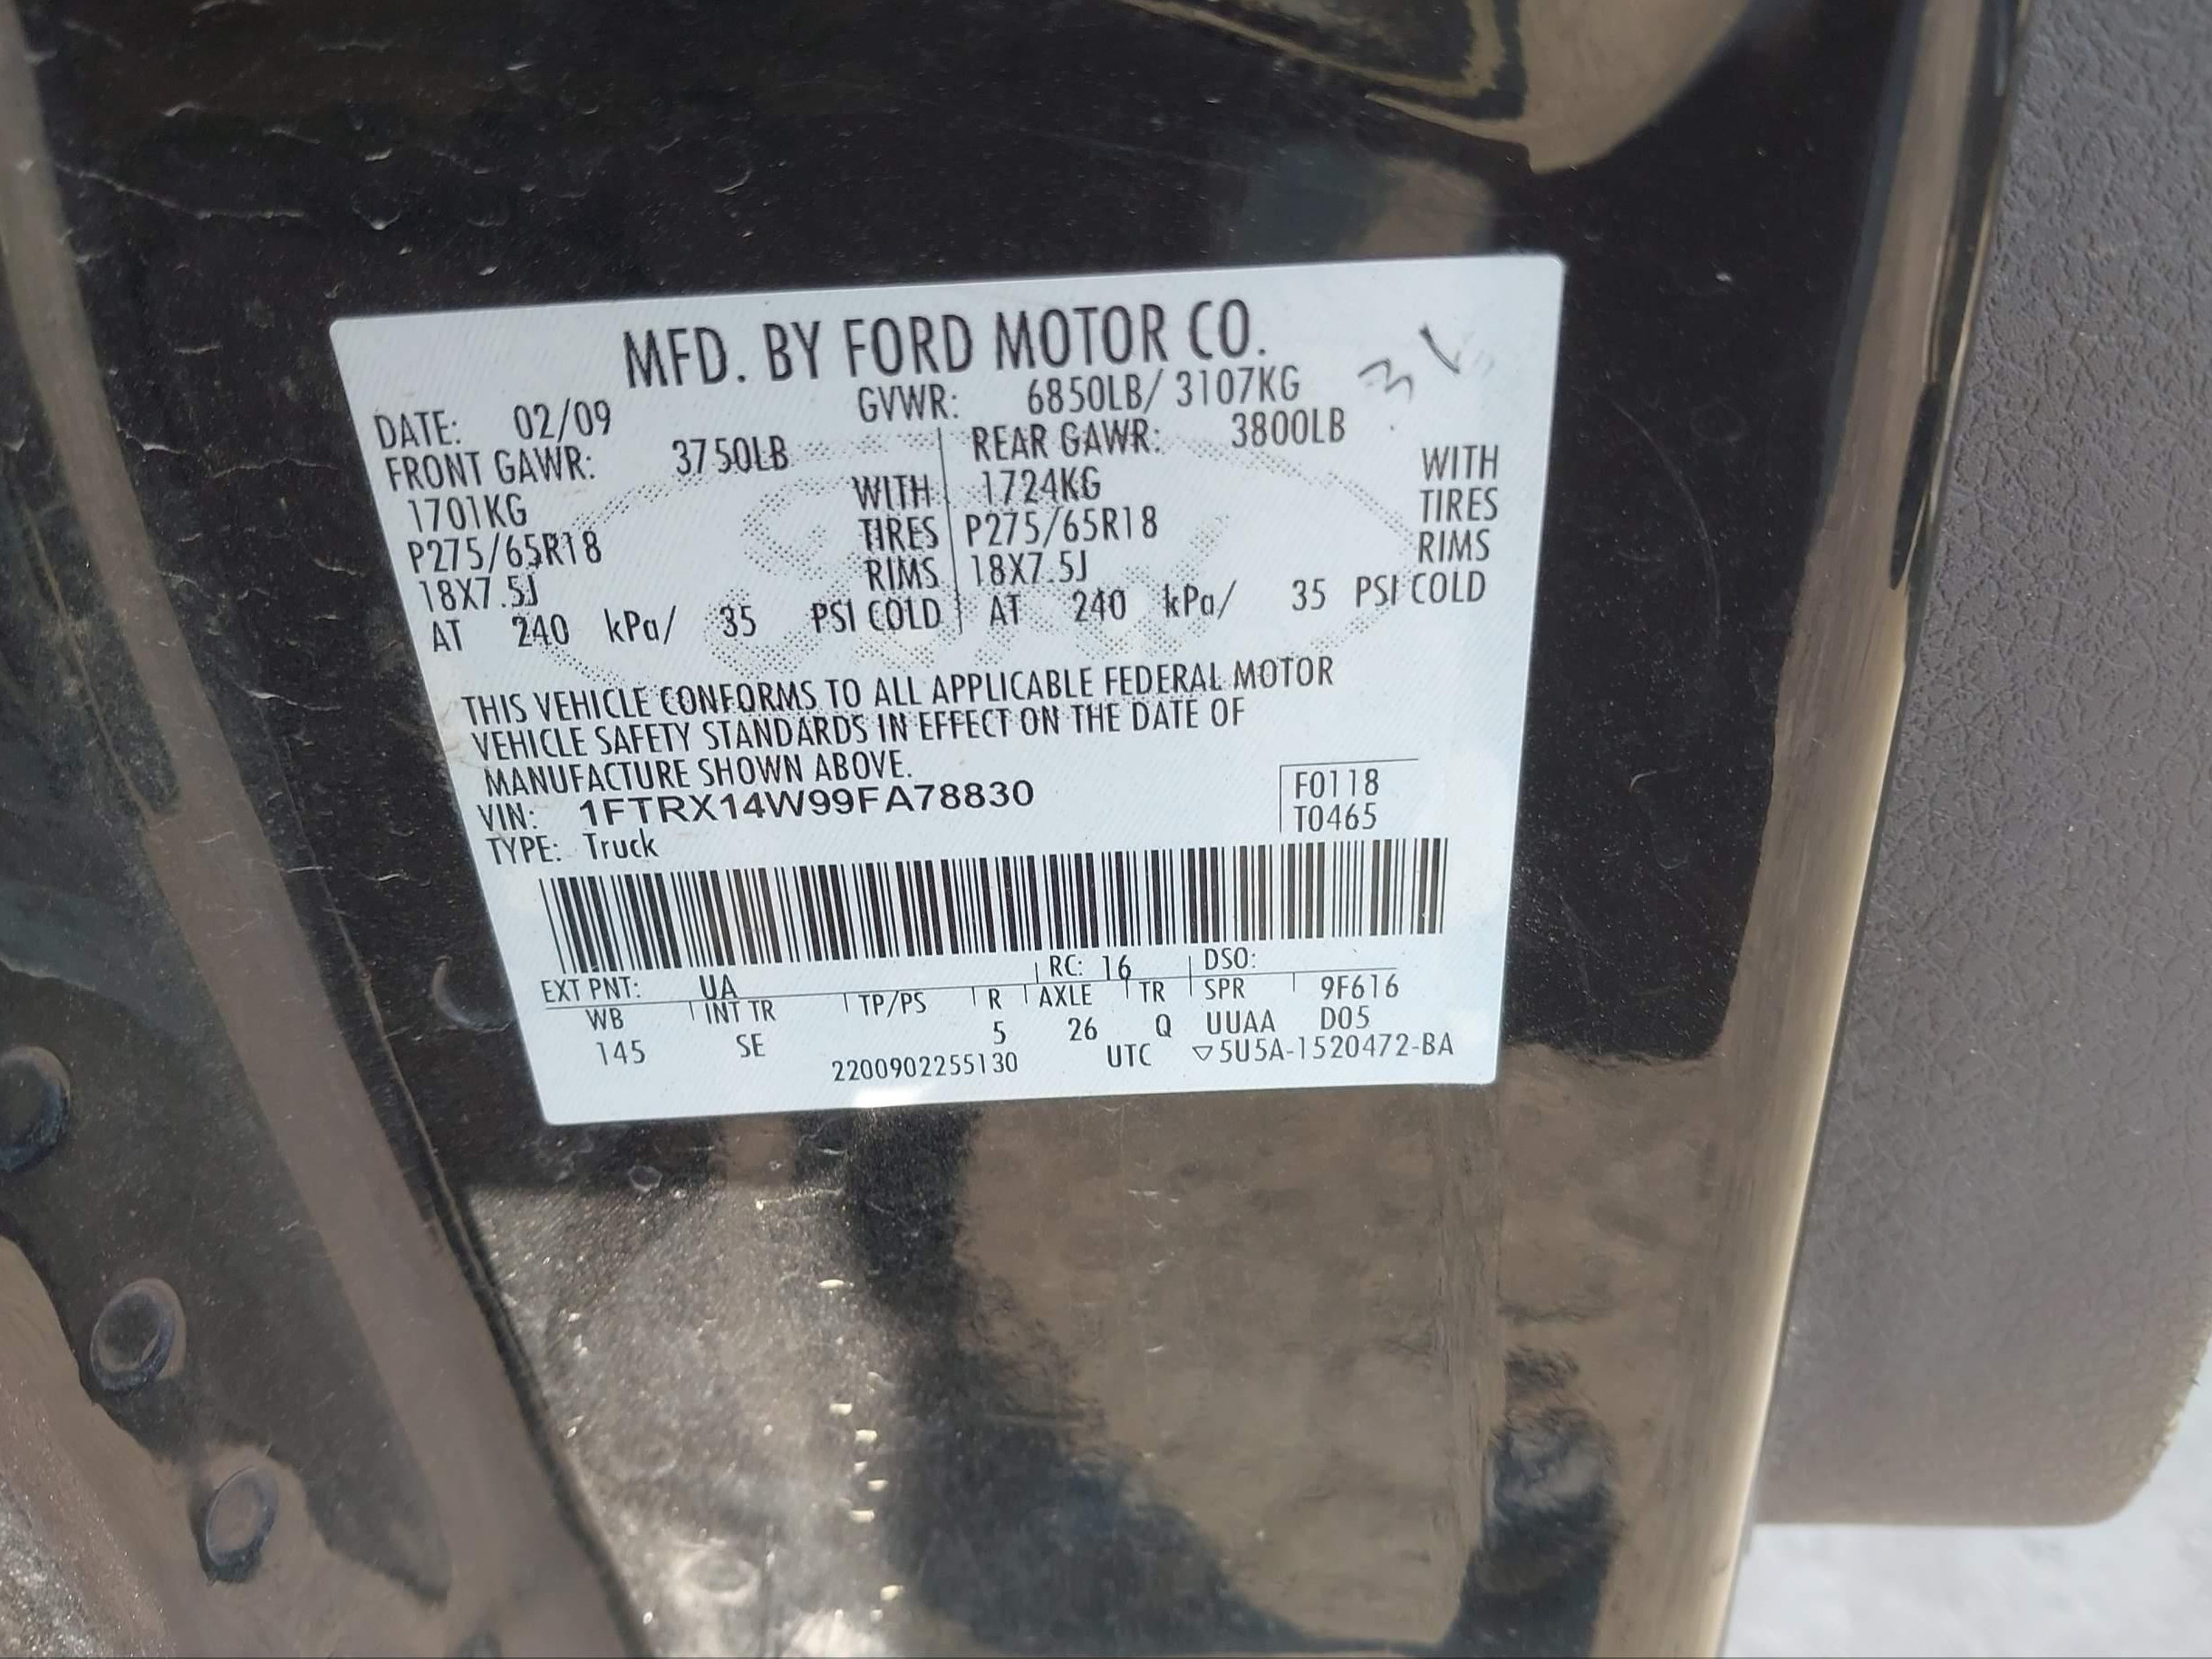 MFD. BY FORD MOTOR CO.
DATE: 02/09 GVWR: 6850LB/ 3107KG
FRONT GAWR: 3750LB REAR GAWR: 3800LB
1701KG WITH 1724KG WITH
P275/65R18 TIRES P275/65R18 TIRES
18X7.5J RIMS 18X7.5J RIMS
AT 240 kPa/ 35 PSI COLD AT 240 kPa/ 35 PSI COLD
THIS VEHICLE CONFORMS TO ALL APPLICABLE FEDERAL MOTOR
VEHICLE SAFETY STANDARDS IN EFFECT ON THE DATE OF
MANUFACTURE SHOWN ABOVE.
VIN: 1FTRX14W99FA78830 F0118
TYPE: Truck T0465
EXT PNT: UA RC: 16 DSO:
WB INT TR TP/PS R AXLE TR SPR 9F616
145 SE 5 26 Q UUAA D05
2200902255130 UTC ▽5U5A-1520472-BA